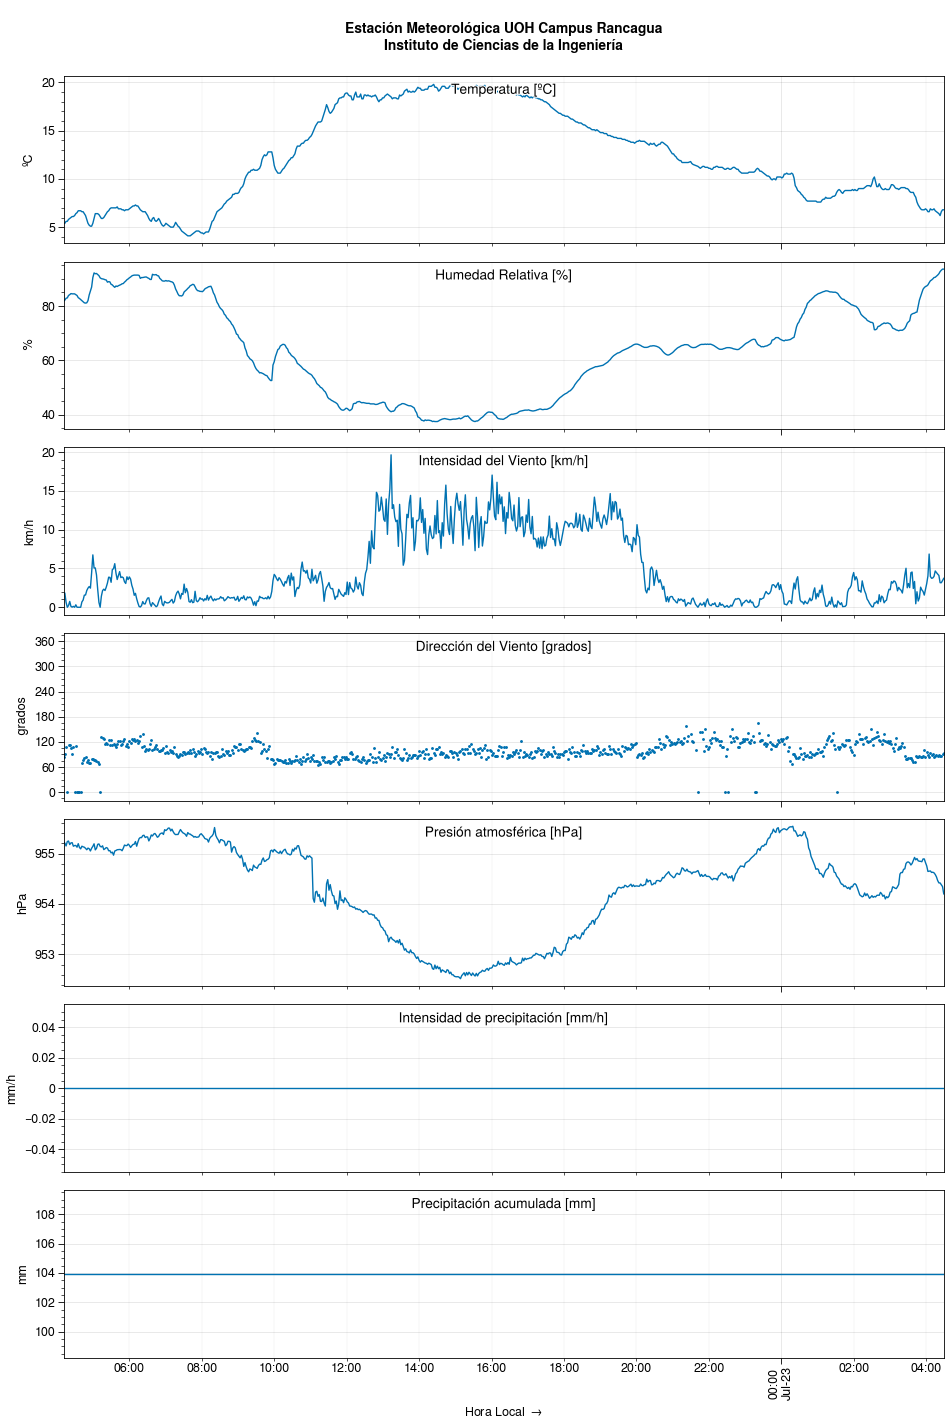 Estación Meteorológica UOH Campus Rancagua
Instituto de Ciencias de la Ingeniería
Temperatura [ºC]
20
15
10
5
ºC
Humedad Relativa [%]
80
60
40
%
Intensidad del Viento [km/h]
20
15
10
5
0
km/h
Dirección del Viento [grados]
360
300
240
180
120
60
0
grados
Presión atmosférica [hPa]
955
954
953
hPa
Intensidad de precipitación [mm/h]
0.04
0.02
0
−0.02
−0.04
mm/h
Precipitación acumulada [mm]
108
106
104
102
100
mm
06:00 08:00 10:00 12:00 14:00 16:00 18:00 20:00 22:00 00:00 02:00 04:00
Jul-23
Hora Local →